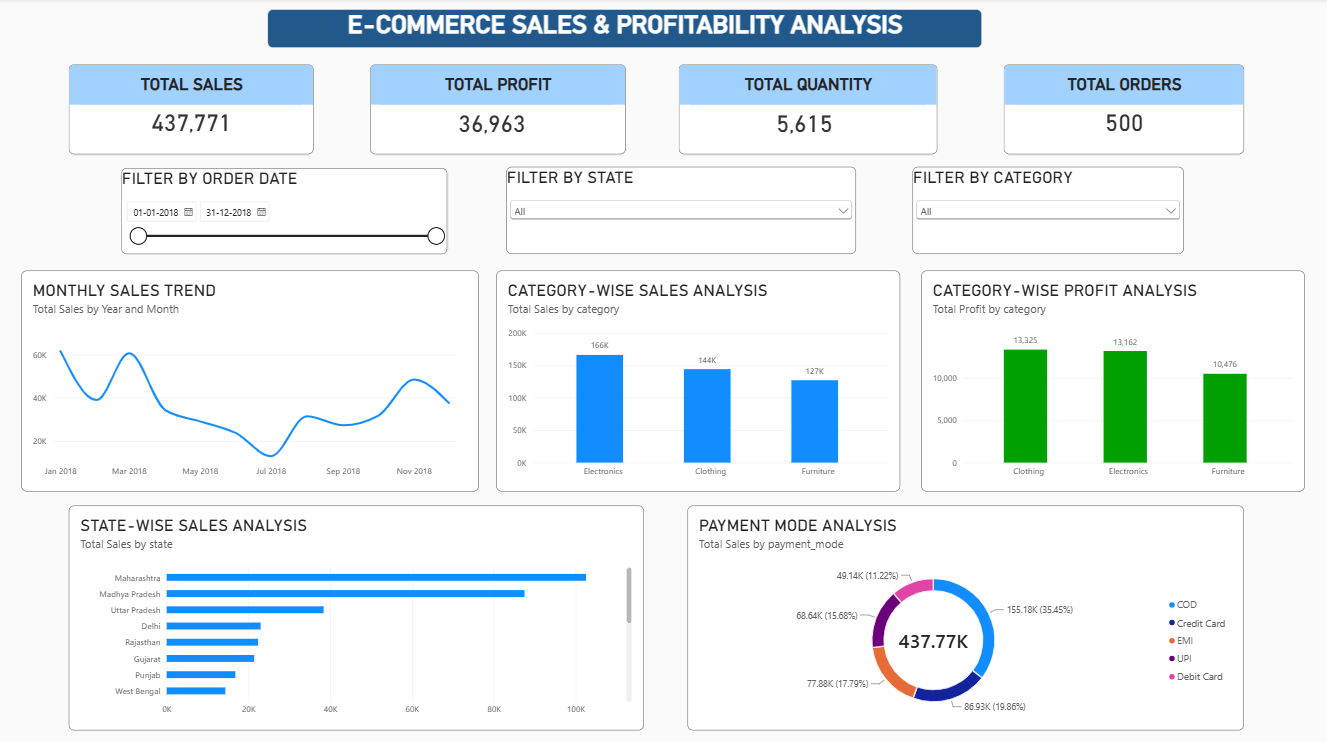 E-COMMERCE SALES & PROFITABILITY ANALYSIS
TOTAL SALES
437,771
TOTAL PROFIT
36,963
TOTAL QUANTITY
5,615
TOTAL ORDERS
500
FILTER BY ORDER DATE
01-01-2018
31-12-2018
FILTER BY STATE
All
FILTER BY CATEGORY
All
MONTHLY SALES TREND
Total Sales by Year and Month
60K
40K
20K
Jan 2018
Mar 2018
May 2018
Jul 2018
Sep 2018
Nov 2018
CATEGORY-WISE SALES ANALYSIS
Total Sales by category
200K
150K
100K
50K
0K
166K
144K
127K
Electronics
Clothing
Furniture
CATEGORY-WISE PROFIT ANALYSIS
Total Profit by category
10,000
5,000
0
13,325
13,162
10,476
Clothing
Electronics
Furniture
STATE-WISE SALES ANALYSIS
Total Sales by state
Maharashtra
Madhya Pradesh
Uttar Pradesh
Delhi
Rajasthan
Gujarat
Punjab
West Bengal
0K
20K
40K
60K
80K
100K
PAYMENT MODE ANALYSIS
Total Sales by payment_mode
49.14K (11.22%)
68.64K (15.68%)
77.88K (17.79%)
155.18K (35.45%)
86.93K (19.86%)
437.77K
COD
Credit Card
EMI
UPI
Debit Card